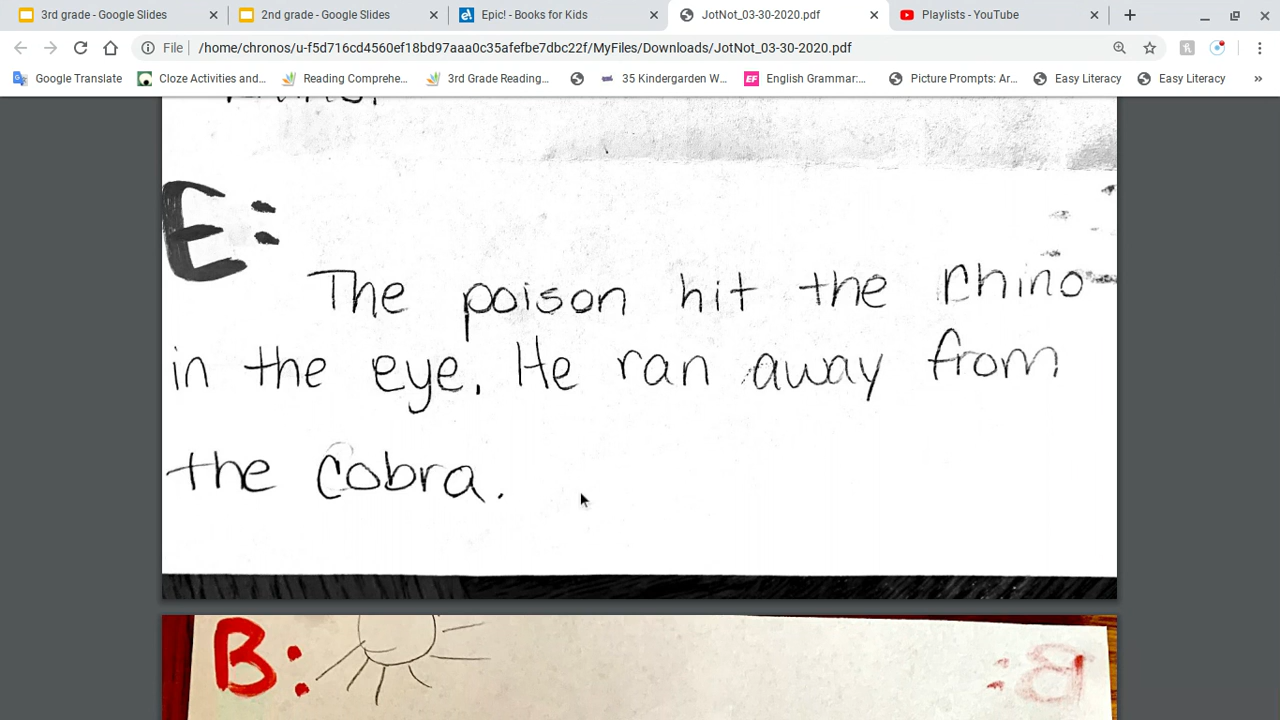 3rd grade - Google Slides
2nd grade - Google Slides
Epic! - Books for Kids
JotNot_03-30-2020.pdf
Playlists - YouTube
File
/home/chronos/u-f5d716cd4560ef18bd97aaa0c35afefbe7dbc22f/MyFiles/Downloads/JotNot_03-30-2020.pdf
Google Translate
Cloze Activities and...
Reading Comprehe...
3rd Grade Reading...
35 Kindergarden W...
EF
English Grammar:...
Picture Prompts: Ar...
Easy Literacy
Easy Literacy
»
E:
The poison hit the rhino
in the eye. He ran away from
the cobra.
B: